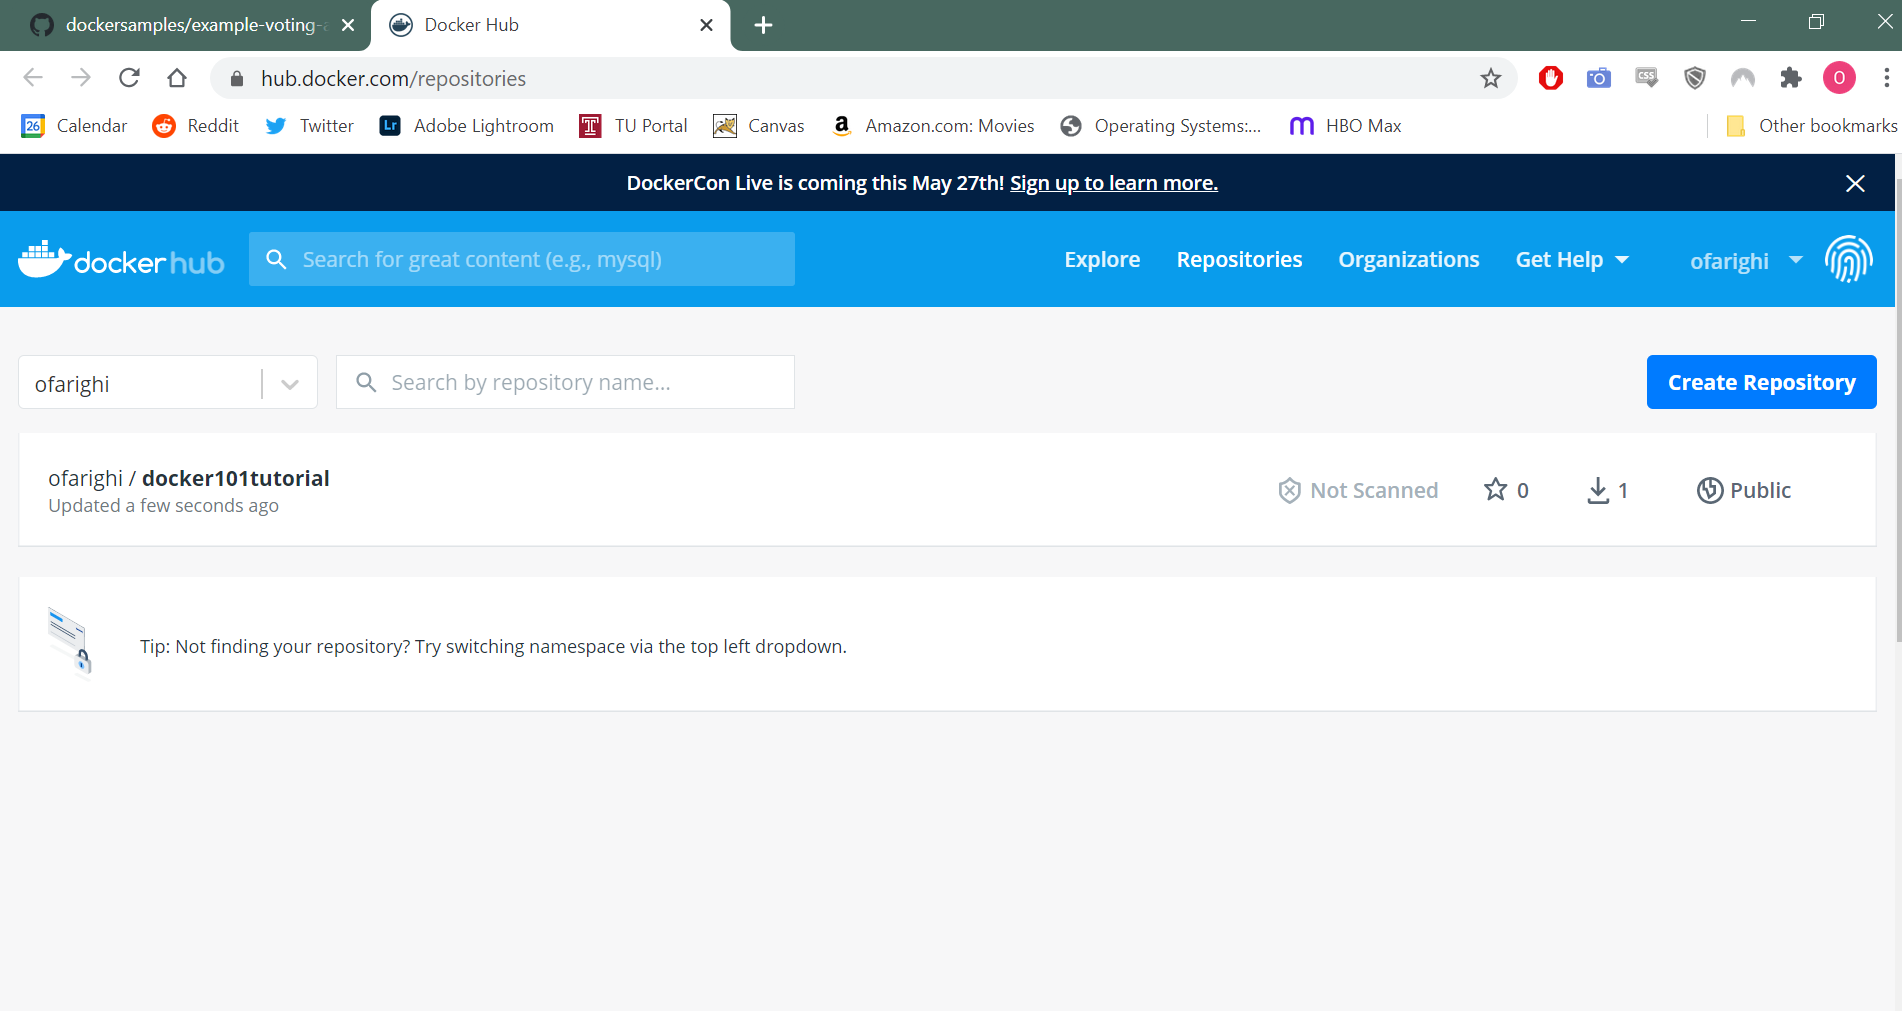 dockersamples/example-voting-a
Docker Hub
hub.docker.com/repositories
CSS
O
26 Calendar
Reddit
Twitter
Lr Adobe Lightroom
T TU Portal
Canvas
a Amazon.com: Movies
Operating Systems:...
m HBO Max
Other bookmarks
DockerCon Live is coming this May 27th! Sign up to learn more.
docker hub
Search for great content (e.g., mysql)
Explore
Repositories
Organizations
Get Help
ofarighi
ofarighi
Search by repository name...
Create Repository
ofarighi / docker101tutorial
Updated a few seconds ago
Not Scanned
0
1
Public
Tip: Not finding your repository? Try switching namespace via the top left dropdown.